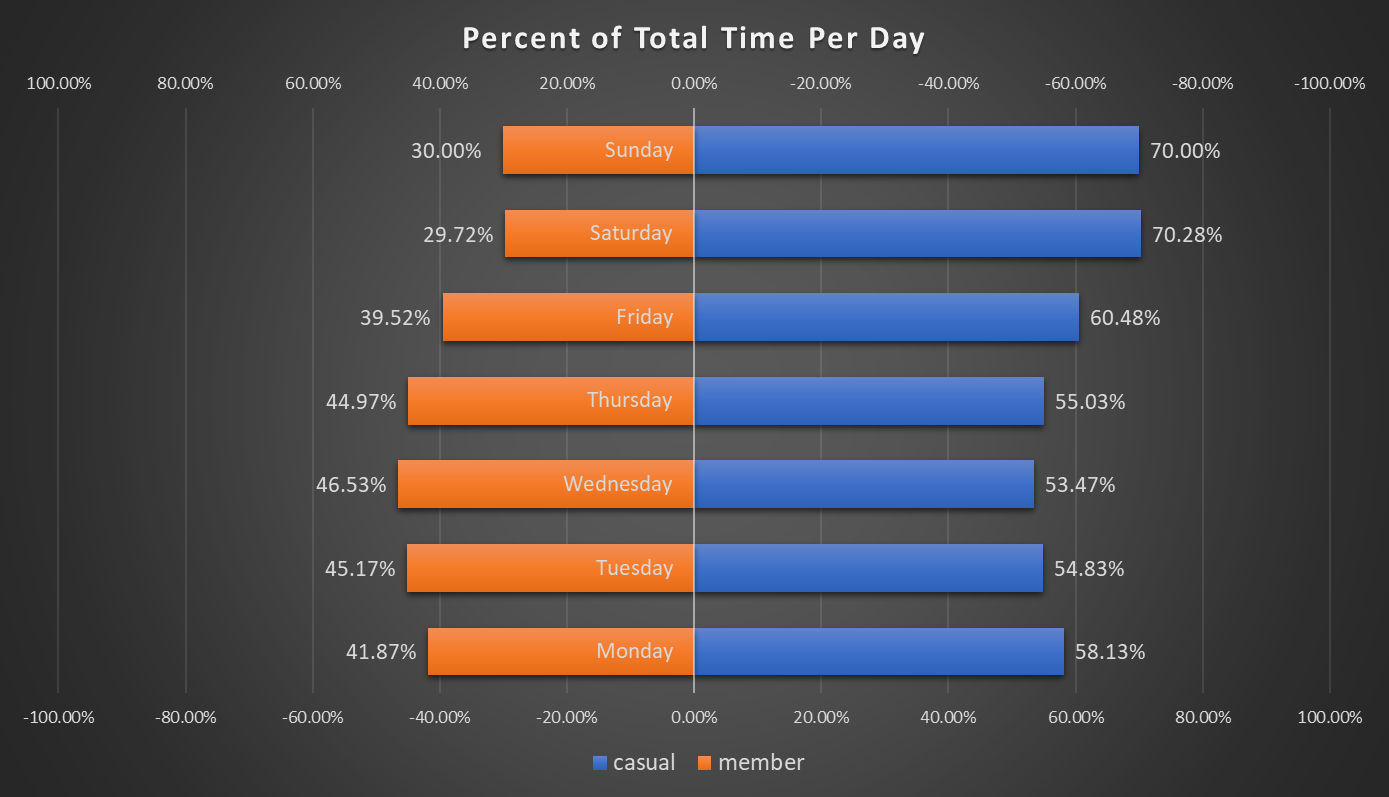 Percent of Total Time Per Day
100.00% 80.00% 60.00% 40.00% 20.00% 0.00% -20.00% -40.00% -60.00% -80.00% -100.00%
30.00% Sunday 70.00%
29.72% Saturday 70.28%
39.52% Friday 60.48%
44.97% Thursday 55.03%
46.53% Wednesday 53.47%
45.17% Tuesday 54.83%
41.87% Monday 58.13%
-100.00% -80.00% -60.00% -40.00% -20.00% 0.00% 20.00% 40.00% 60.00% 80.00% 100.00%
casual member